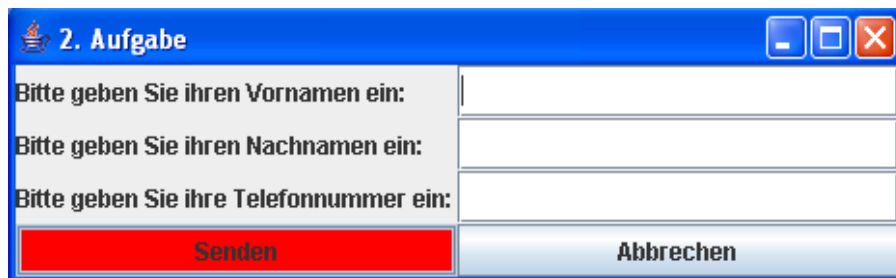 2. Aufgabe
Bitte geben Sie ihren Vornamen ein:
Bitte geben Sie ihren Nachnamen ein:
Bitte geben Sie ihre Telefonnummer ein:
Senden Abbrechen